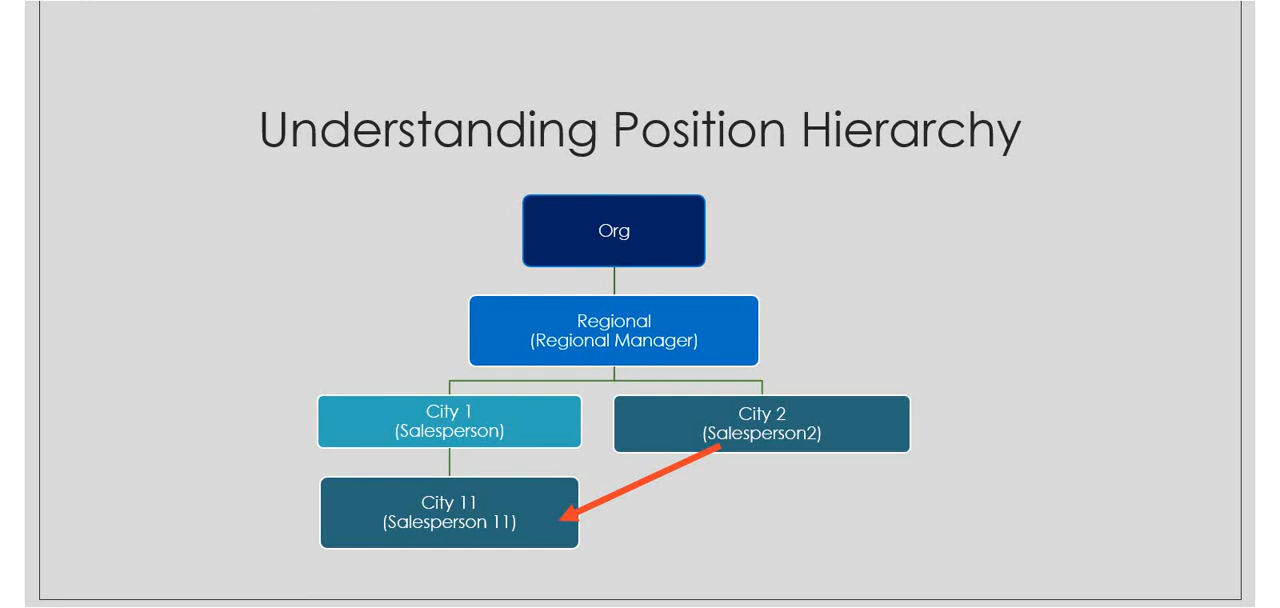 Understanding Position Hierarchy
Org
Regional
(Regional Manager)
City 1
(Salesperson)
City 2
(Salesperson2)
City 11
(Salesperson 11)